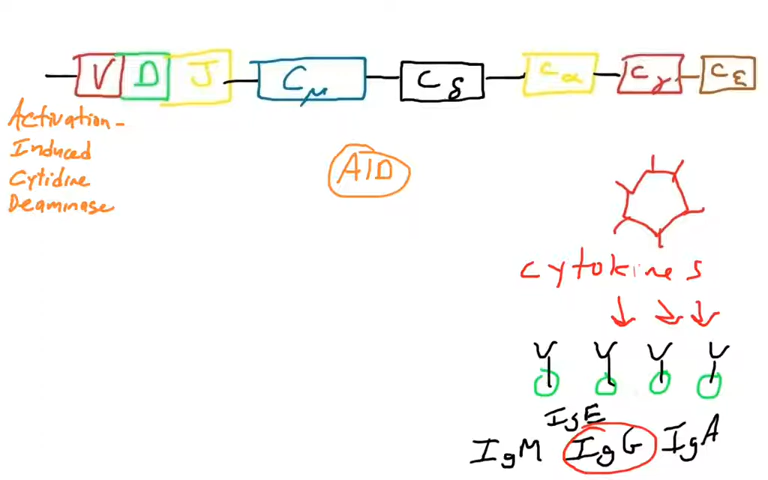 V D J Cμ Cδ Cα Cγ Cε
Activation-
Induced
Cytidine
Deaminase
AID
cytokines
IgE
IgM IgG IgA